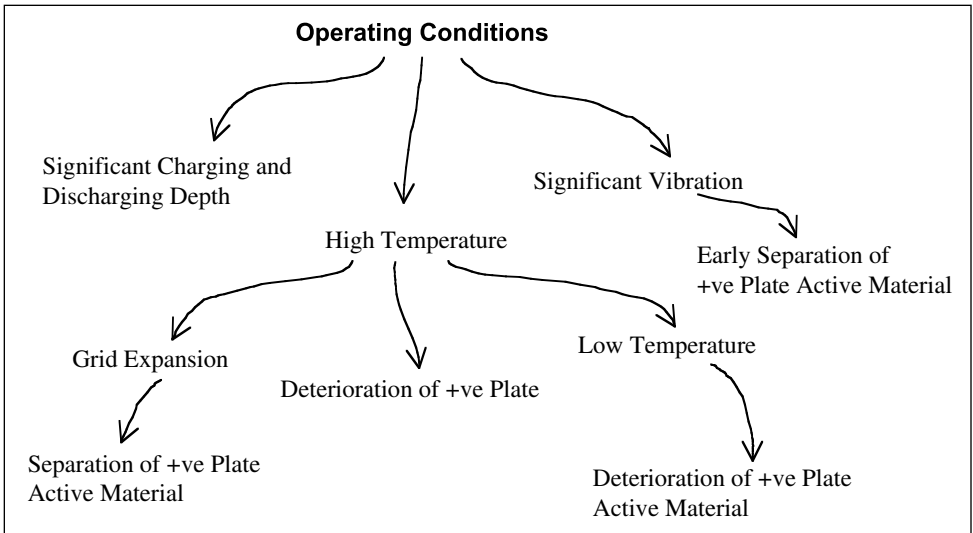 Operating Conditions
Significant Charging and
Discharging Depth
Significant Vibration
High Temperature
Early Separation of
+ve Plate Active Material
Grid Expansion
Deterioration of +ve Plate
Low Temperature
Separation of +ve Plate
Active Material
Deterioration of +ve Plate
Active Material